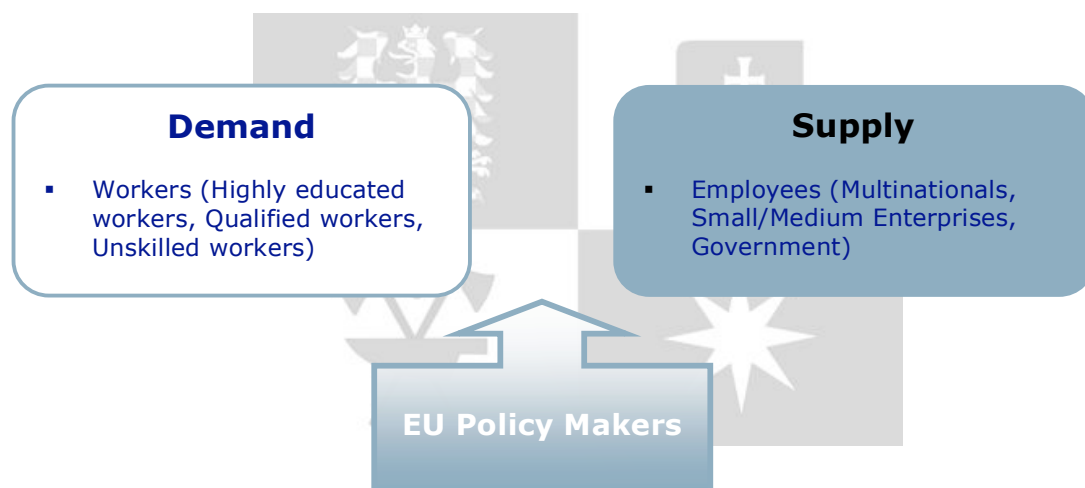 Demand
▪ Workers (Highly educated
workers, Qualified workers,
Unskilled workers)
Supply
▪ Employees (Multinationals,
Small/Medium Enterprises,
Government)
EU Policy Makers